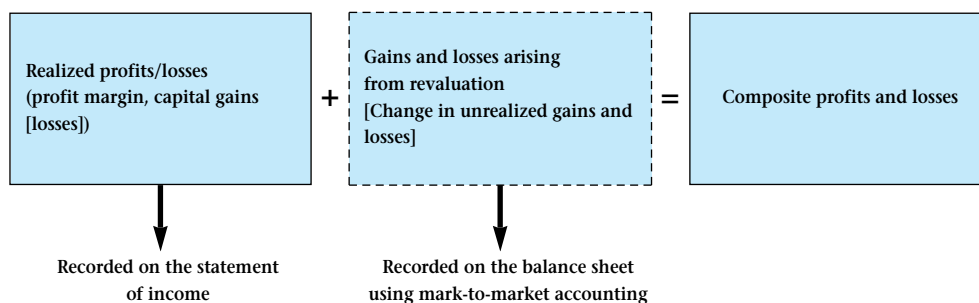 Realized profits/losses
(profit margin, capital gains
[losses])
+
Gains and losses arising
from revaluation
[Change in unrealized gains and
losses]
=
Composite profits and losses
Recorded on the statement
of income
Recorded on the balance sheet
using mark-to-market accounting